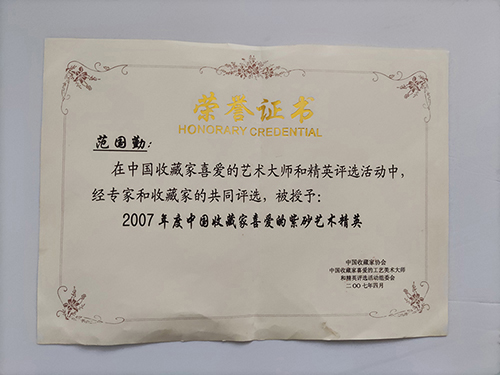 荣誉证书
HONORARY CREDENTIAL
范国勤：
在中国收藏家喜爱的艺术大师和精英评选活动中，
经专家和收藏家的共同评选，被授予：
2007年度中国收藏家喜爱的紫砂艺术精英
中国收藏家协会
中国收藏家喜爱的工艺美术大师
和精英评选活动组委会
二〇〇七年四月